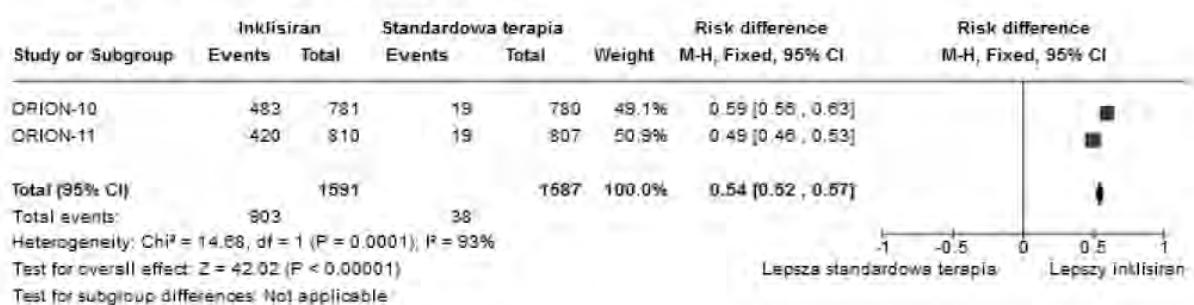 Inklisiran Standardowa terapia Risk difference Risk difference
Study or Subgroup Events Total Events Total Weight M-H, Fixed, 95% CI M-H, Fixed, 95% CI
ORION-10 483 781 19 780 49.1% 0.59 [0.56 , 0.63]
ORION-11 420 810 19 807 50.9% 0.49 [0.46 , 0.53]
Total (95% CI) 1591 1587 100.0% 0.54 [0.52 , 0.57]
Total events: 903 38
Heterogeneity: Chi² = 14.68, df = 1 (P = 0.0001); I² = 93%
-1 -0.5 0 0.5 1
Test for overall effect: Z = 42.02 (P < 0.00001)
Lepsza standardowa terapia Lepszy inklisiran
Test for subgroup differences: Not applicable